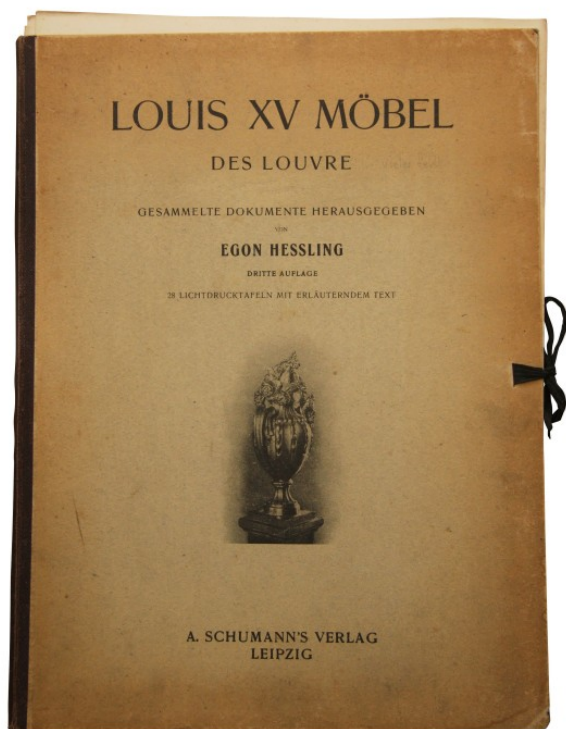 LOUIS XV MÖBEL
DES LOUVRE
GESAMMELTE DOKUMENTE HERAUSGEGEBEN
VON
EGON HESSLING
DRITTE AUFLAGE
28 LICHTDRUCKTAFELN MIT ERLÄUTERNDEM TEXT
A. SCHUMANN'S VERLAG
LEIPZIG